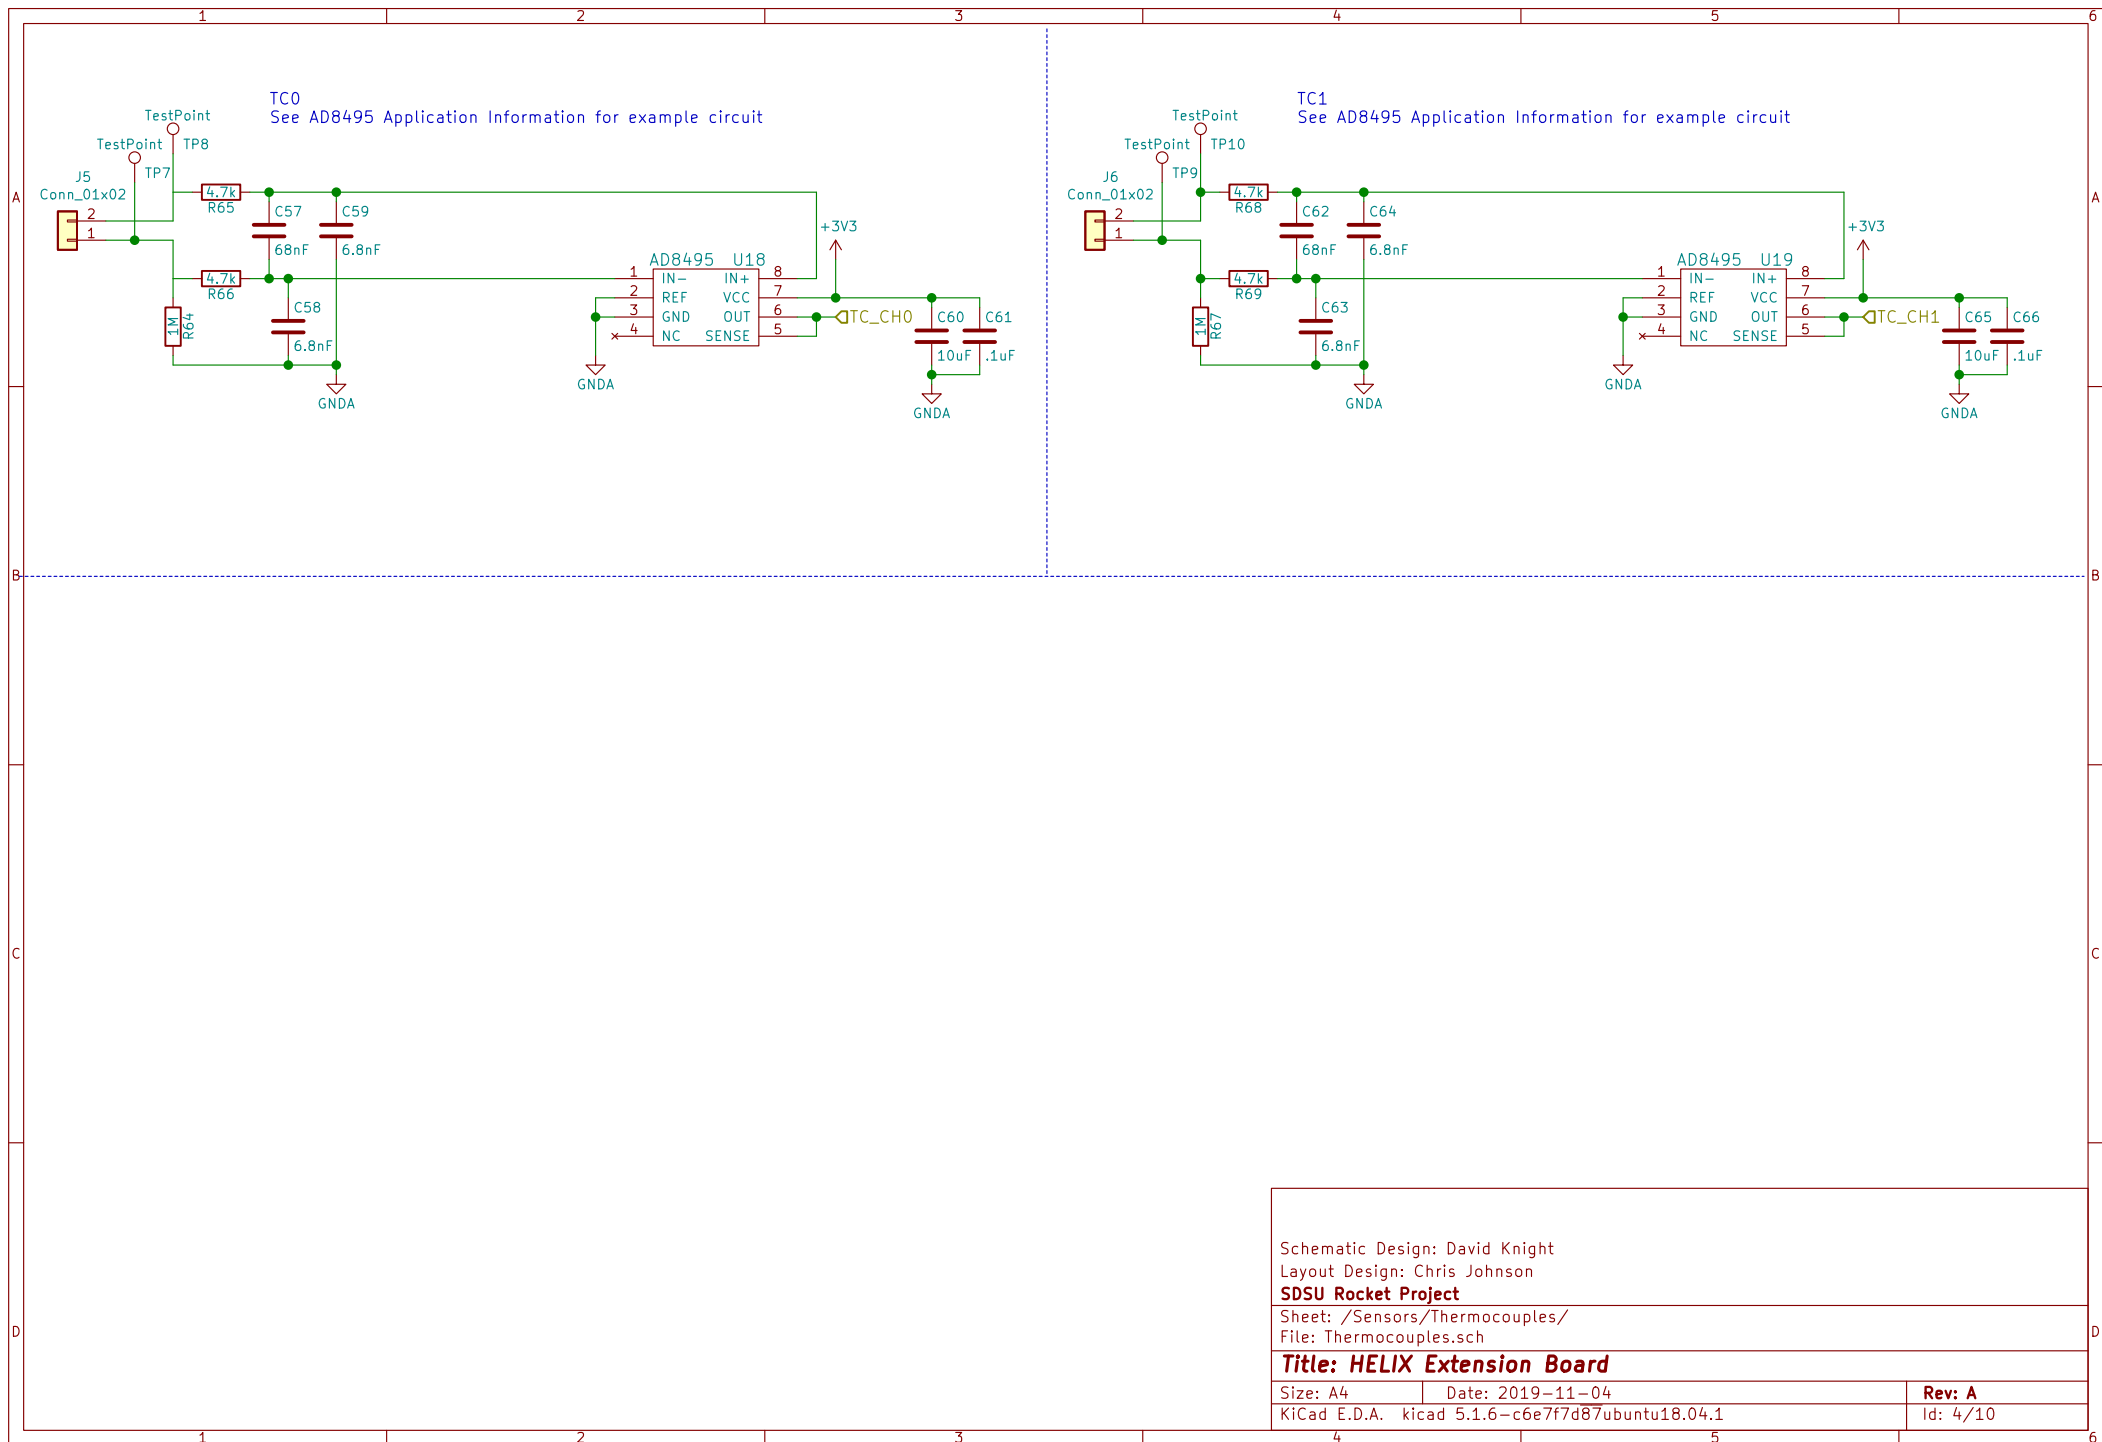 1 2 3 4 5 6
TC0
See AD8495 Application Information for example circuit
TestPoint
TP8
TestPoint
TP7
J5
Conn_01x02
2
1
4.7k
R65
C57
68nF
C59
6.8nF
4.7k
R66
1M
R64
C58
6.8nF
GNDA
AD8495 U18
1 IN- IN+ 8
2 REF VCC 7
3 GND OUT 6
4 NC SENSE 5
GNDA
+3V3
TC_CH0
C60
10uF
C61
.1uF
GNDA
TC1
See AD8495 Application Information for example circuit
TestPoint
TP10
TestPoint
TP9
J6
Conn_01x02
2
1
4.7k
R68
C62
68nF
C64
6.8nF
4.7k
R69
1M
R67
C63
6.8nF
GNDA
AD8495 U19
1 IN- IN+ 8
2 REF VCC 7
3 GND OUT 6
4 NC SENSE 5
GNDA
+3V3
TC_CH1
C65
10uF
C66
.1uF
GNDA
A A
B B
C C
D D
Schematic Design: David Knight
Layout Design: Chris Johnson
SDSU Rocket Project
Sheet: /Sensors/Thermocouples/
File: Thermocouples.sch
Title: HELIX Extension Board
Size: A4 Date: 2019-11-04 Rev: A
KiCad E.D.A. kicad 5.1.6-c6e7f7d87ubuntu18.04.1 Id: 4/10
1 2 3 4 5 6